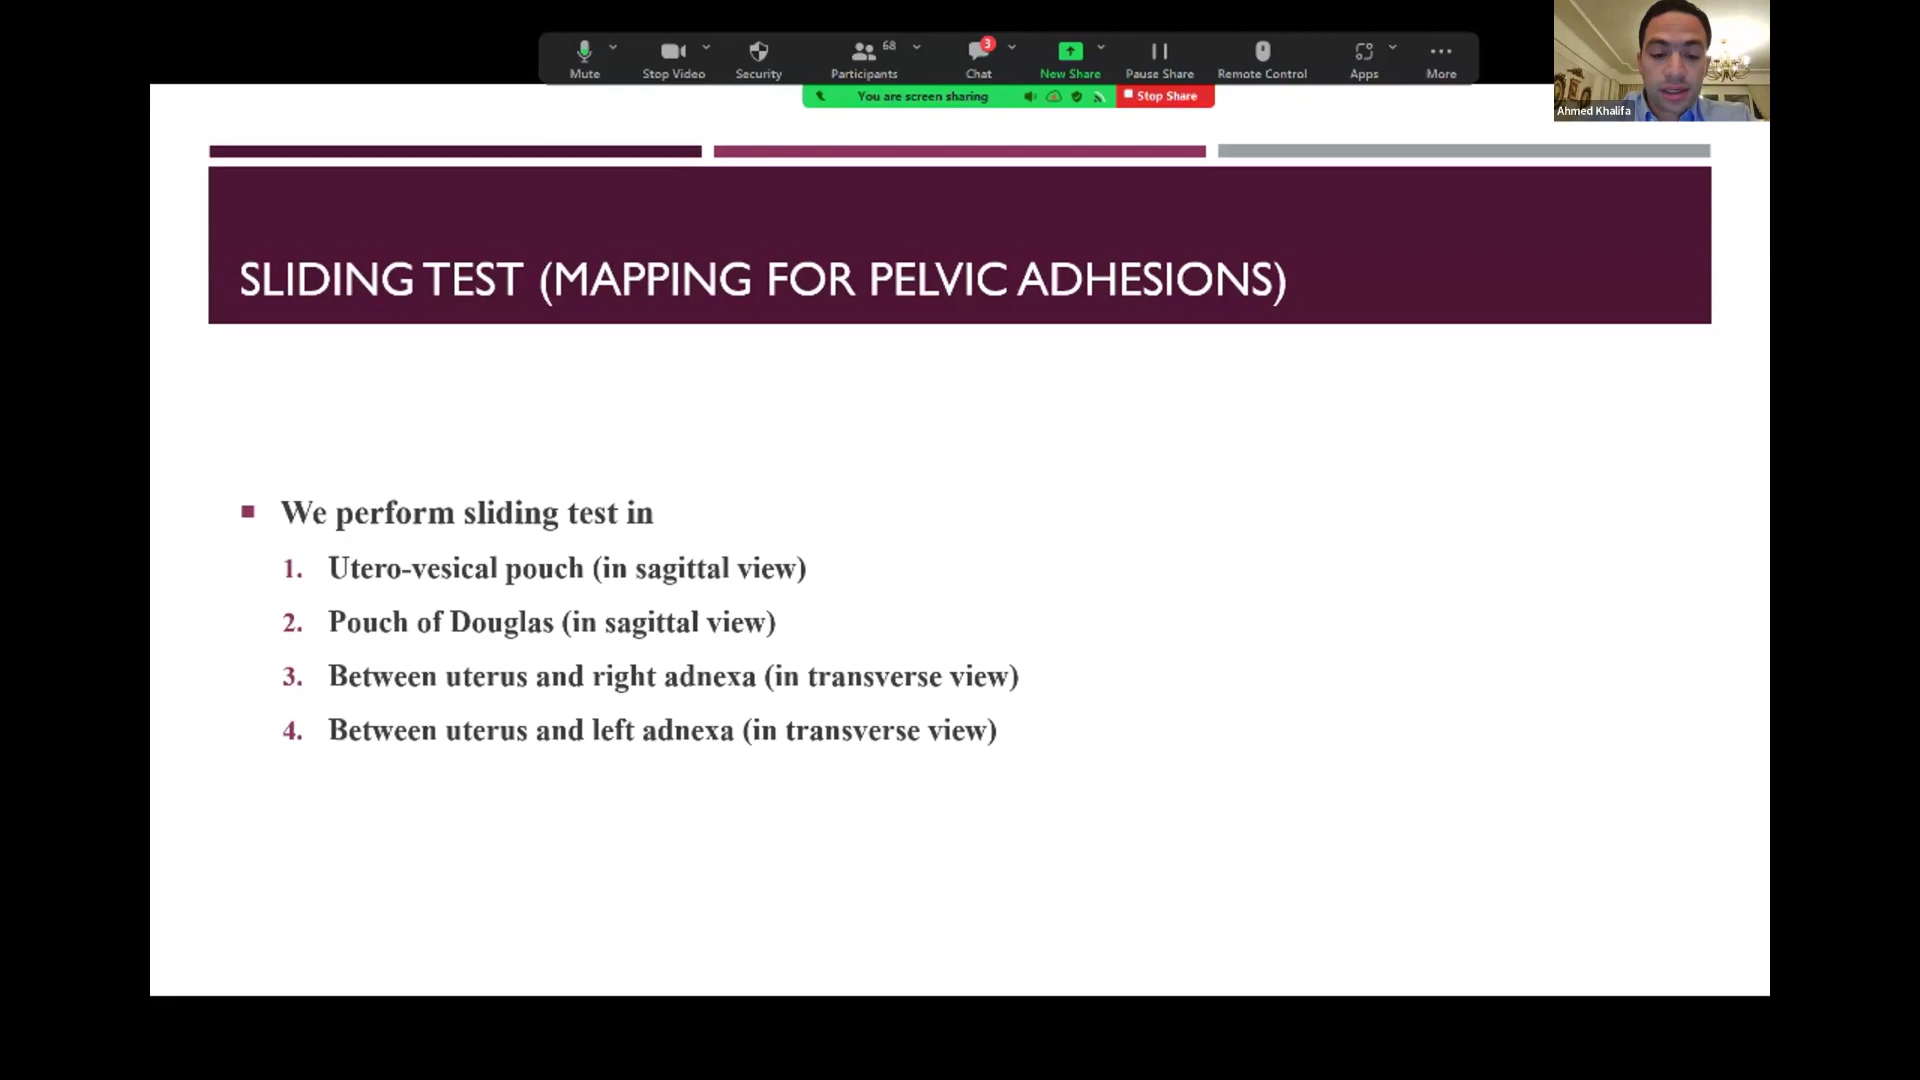 68
3
Mute
Stop Video
Security
Participants
Chat
New Share
Pause Share
Remote Control
Apps
More
You are screen sharing
Stop Share
Ahmed Khalifa
SLIDING TEST (MAPPING FOR PELVIC ADHESIONS)
We perform sliding test in
1. Utero-vesical pouch (in sagittal view)
2. Pouch of Douglas (in sagittal view)
3. Between uterus and right adnexa (in transverse view)
4. Between uterus and left adnexa (in transverse view)